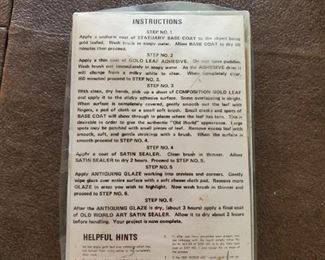 INSTRUCTIONS
STEP NO. 1
Apply a uniform coat of STATUARY BASE COAT to the object being
gold leafed. Wash brush in soapy water. Allow BASE COAT to dry 60
minutes then proceed.
STEP NO. 2
Apply a thin coat of GOLD LEAF ADHESIVE. Do not leave puddles.
Wash brush out immediately in soapy water. As the ADHESIVE dries it
will change from a milky white to clear. When completely clear,
proceed to STEP NO. 3.
STEP NO. 3
With clean, dry hands, pick up a sheet of COMPOSITION GOLD LEAF
and apply it to the sticky adhesive surface. Some overlapping is alright.
When surface is completely covered, gently smooth out the leaf with
fingers, a pad of cloth or a small soft brush. Small cracks and spots of
BASE COAT will show through in places where the leaf has torn. This is
desirable in order to give the authentic "Old World" appearance. Large
spots may be patched with small pieces of leaf. Remove excess leaf with
smooth, soft, and gentle strokings with a brush. When the surface is
smooth proceed to STEP NO. 4.
STEP NO. 4
Apply a coat of SATIN SEALER. Clean brush in thinner. Allow
SATIN SEALER to dry 2 hours. Proceed to STEP NO. 5.
STEP NO. 5
Apply ANTIQUING GLAZE working into crevices and corners. Gently
wipe glaze over entire surface with a soft cheese cloth pad. Remove more
GLAZE in areas you wish to highlight. Now wash brush in thinner and
proceed to STEP NO. 6
STEP NO. 6
After the ANTIQUING GLAZE is dry, (about 3 hours) apply a final coat
of OLD WORLD ART SATIN SEALER. Allow it to dry about 2 hours
before handling. Your project is now complete.
HELPFUL HINTS